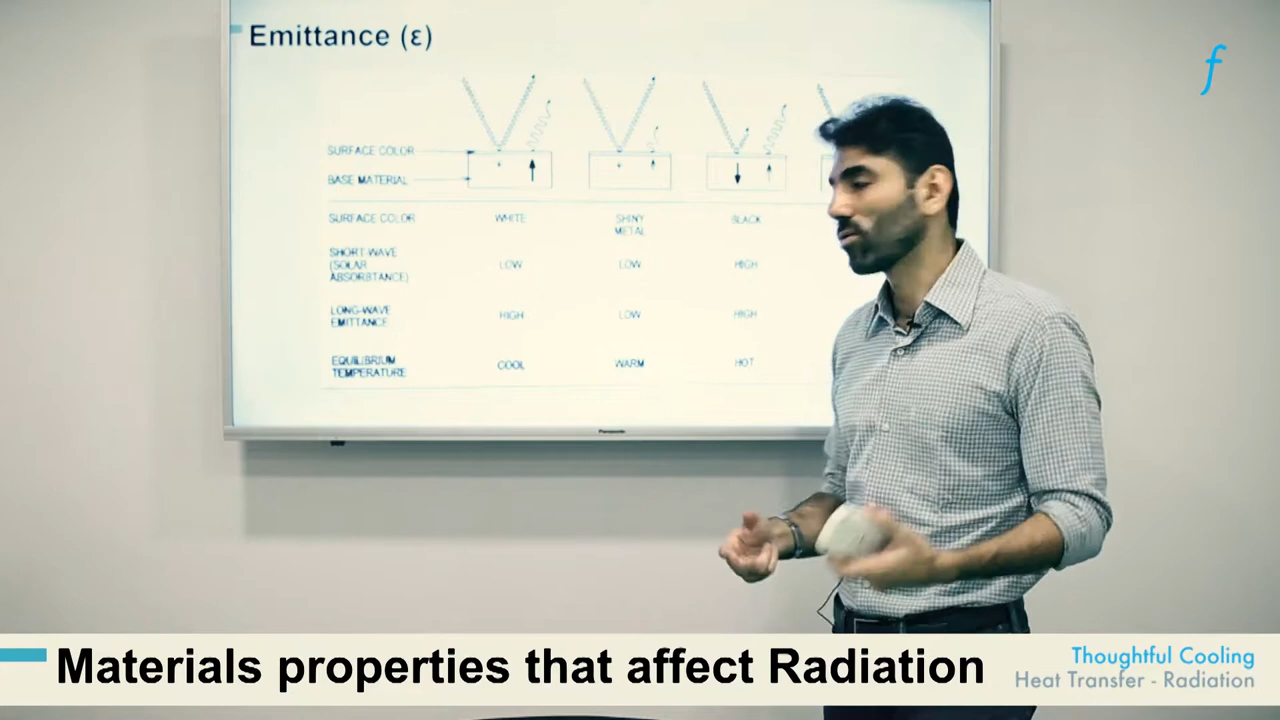 Emittance (ε)
SURFACE COLOR
BASE MATERIAL
SURFACE COLOR WHITE SHINY METAL BLACK
SHORT-WAVE (SOLAR ABSORBTANCE) LOW LOW HIGH
LONG-WAVE EMITTANCE HIGH LOW HIGH
EQUILIBRIUM TEMPERATURE COOL WARM HOT
Panasonic
f
Materials properties that affect Radiation
Thoughtful Cooling
Heat Transfer - Radiation